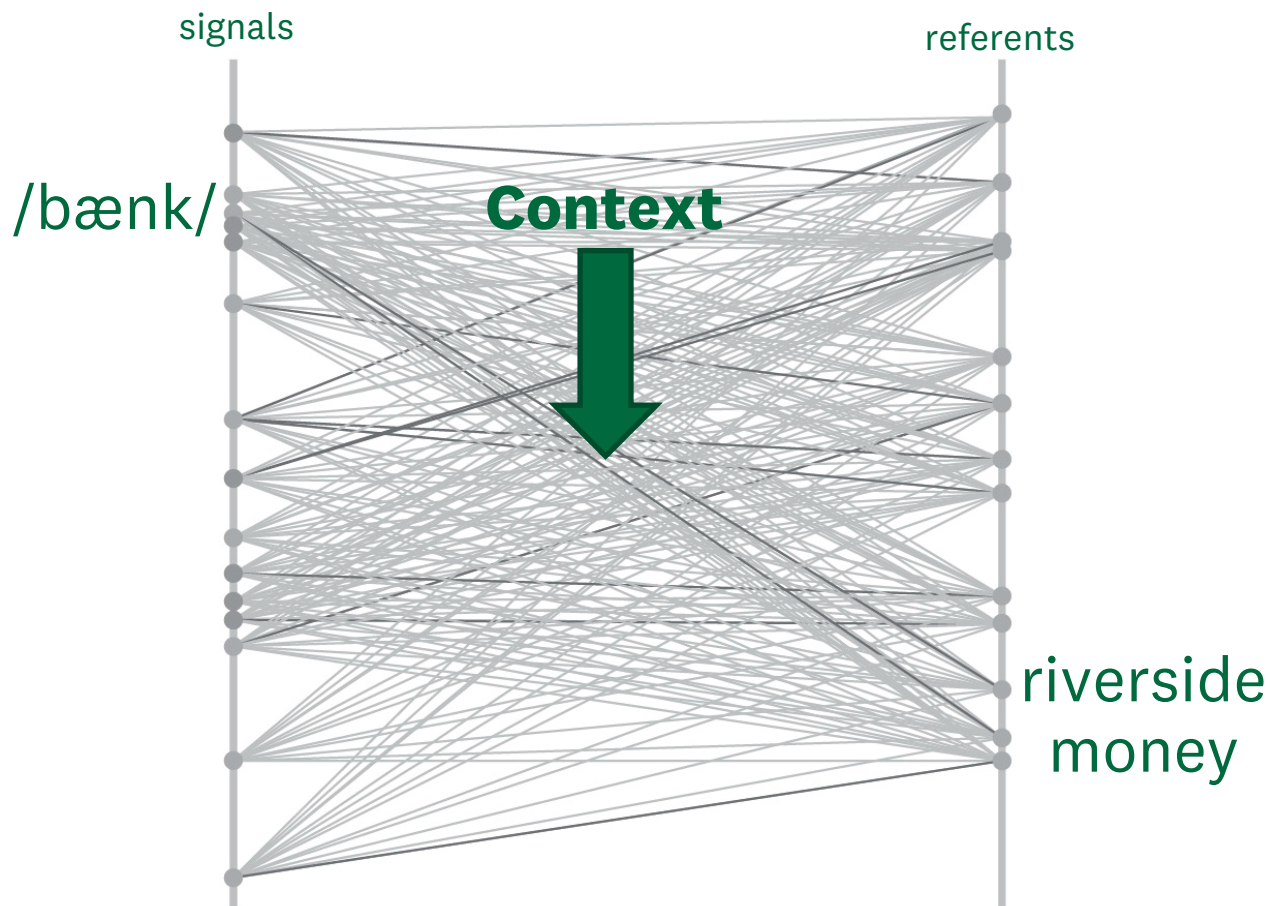 signals
referents
/bænk/
Context
riverside
money